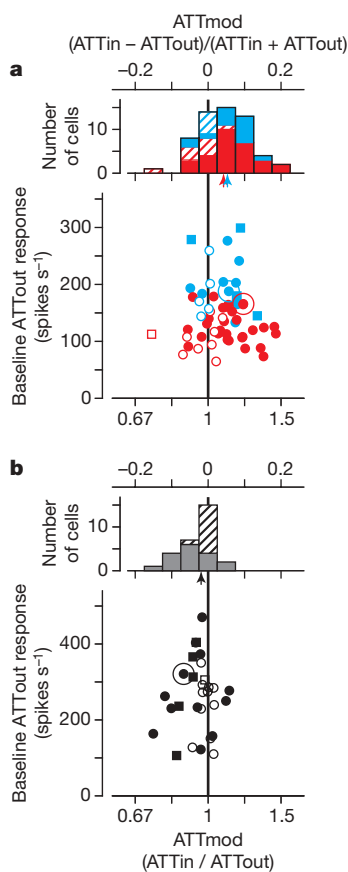 ATTmod
(ATTin – ATTout)/(ATTin + ATTout)
a
−0.2 0 0.2
Number of cells
10
0
Baseline ATTout response (spikes s−1)
300
200
100
0
0.67 1 1.5
b
−0.2 0 0.2
Number of cells
10
0
Baseline ATTout response (spikes s−1)
400
200
0
0.67 1 1.5
ATTmod
(ATTin / ATTout)